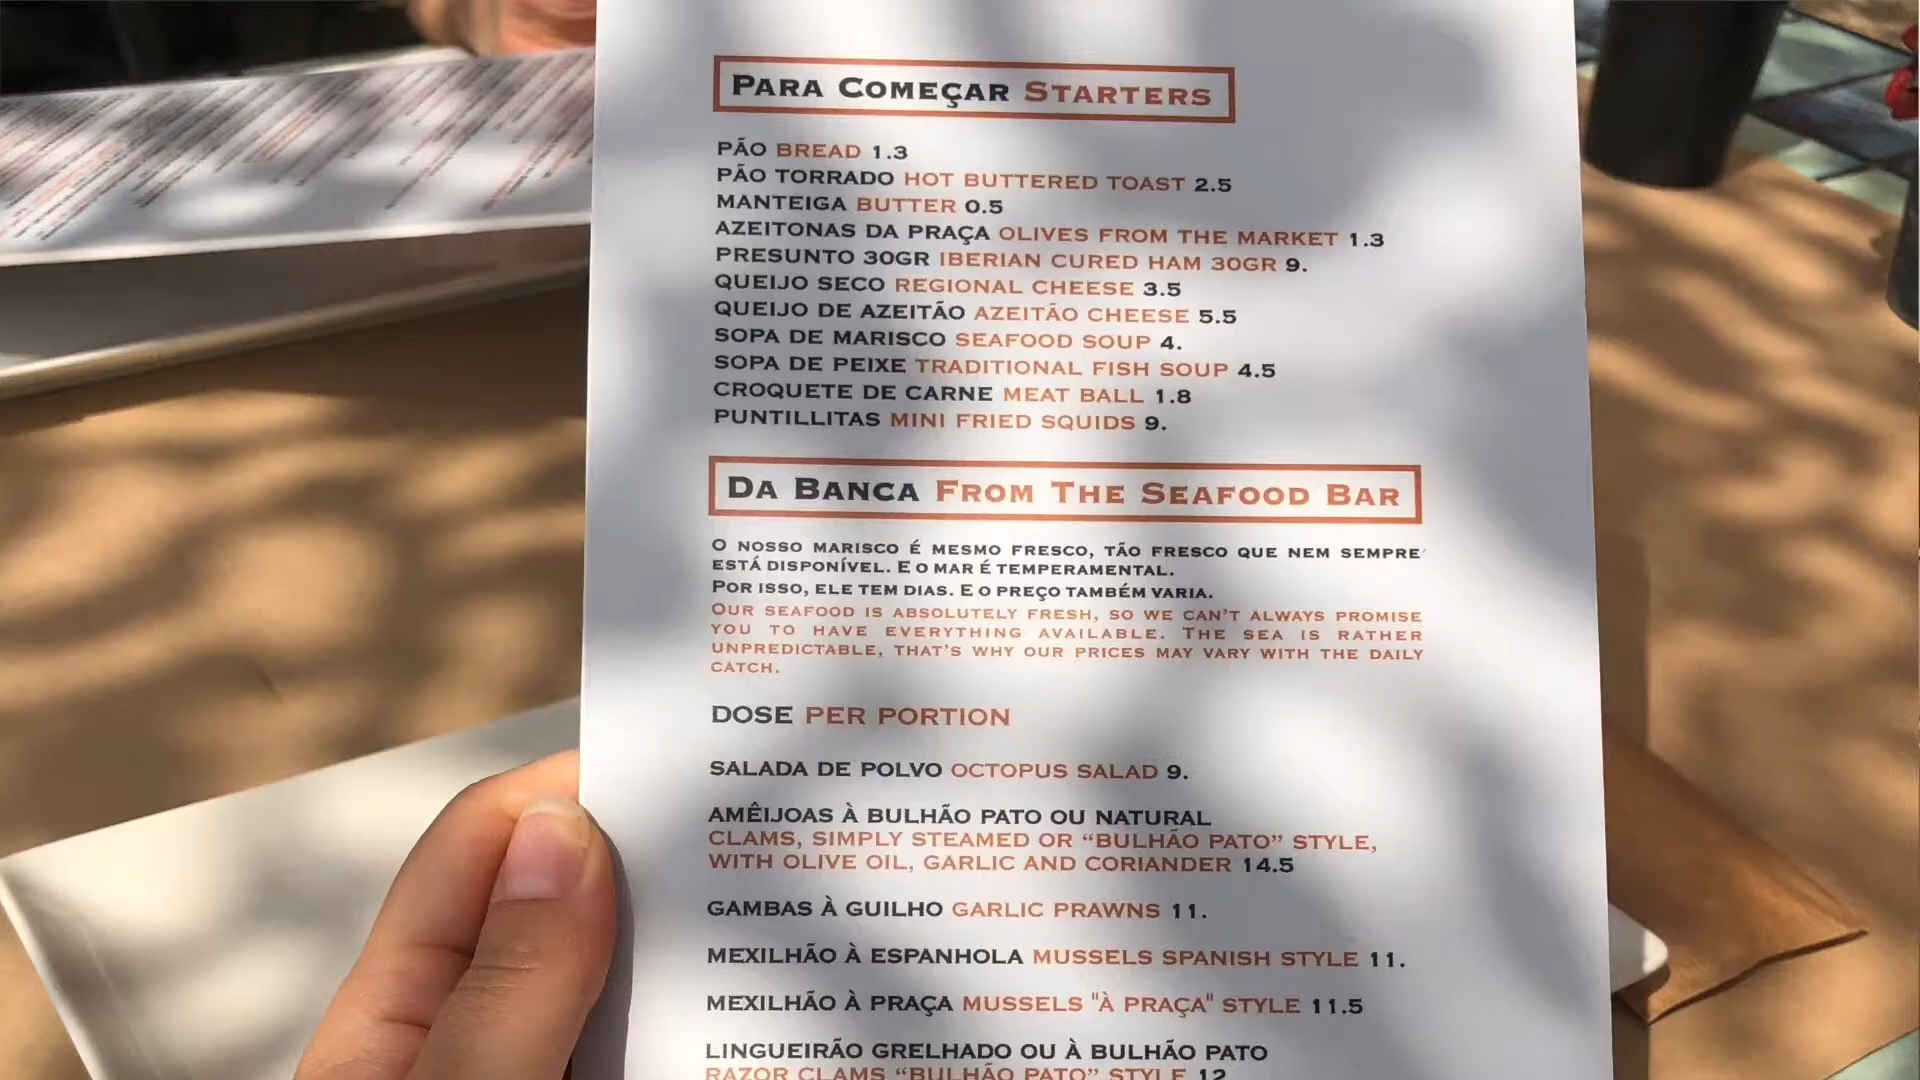 PARA COMEÇAR STARTERS
PÃO BREAD 1.3
PÃO TORRADO HOT BUTTERED TOAST 2.5
MANTEIGA BUTTER 0.5
AZEITONAS DA PRAÇA OLIVES FROM THE MARKET 1.3
PRESUNTO 30GR IBERIAN CURED HAM 30GR 9.
QUEIJO SECO REGIONAL CHEESE 3.5
QUEIJO DE AZEITÃO AZEITÃO CHEESE 5.5
SOPA DE MARISCO SEAFOOD SOUP 4.
SOPA DE PEIXE TRADITIONAL FISH SOUP 4.5
CROQUETE DE CARNE MEAT BALL 1.8
PUNTILLITAS MINI FRIED SQUIDS 9.
DA BANCA FROM THE SEAFOOD BAR
O NOSSO MARISCO É MESMO FRESCO, TÃO FRESCO QUE NEM SEMPRE
ESTÁ DISPONÍVEL. E O MAR É TEMPERAMENTAL.
POR ISSO, ELE TEM DIAS. E O PREÇO TAMBÉM VARIA.
OUR SEAFOOD IS ABSOLUTELY FRESH, SO WE CAN'T ALWAYS PROMISE
YOU TO HAVE EVERYTHING AVAILABLE. THE SEA IS RATHER
UNPREDICTABLE, THAT'S WHY OUR PRICES MAY VARY WITH THE DAILY
CATCH.
DOSE PER PORTION
SALADA DE POLVO OCTOPUS SALAD 9.
AMÊIJOAS À BULHÃO PATO OU NATURAL
CLAMS, SIMPLY STEAMED OR “BULHÃO PATO” STYLE,
WITH OLIVE OIL, GARLIC AND CORIANDER 14.5
GAMBAS À GUILHO GARLIC PRAWNS 11.
MEXILHÃO À ESPANHOLA MUSSELS SPANISH STYLE 11.
MEXILHÃO À PRAÇA MUSSELS "À PRAÇA" STYLE 11.5
LINGUEIRÃO GRELHADO OU À BULHÃO PATO
RAZOR CLAMS “BULHÃO PATO” STYLE 12